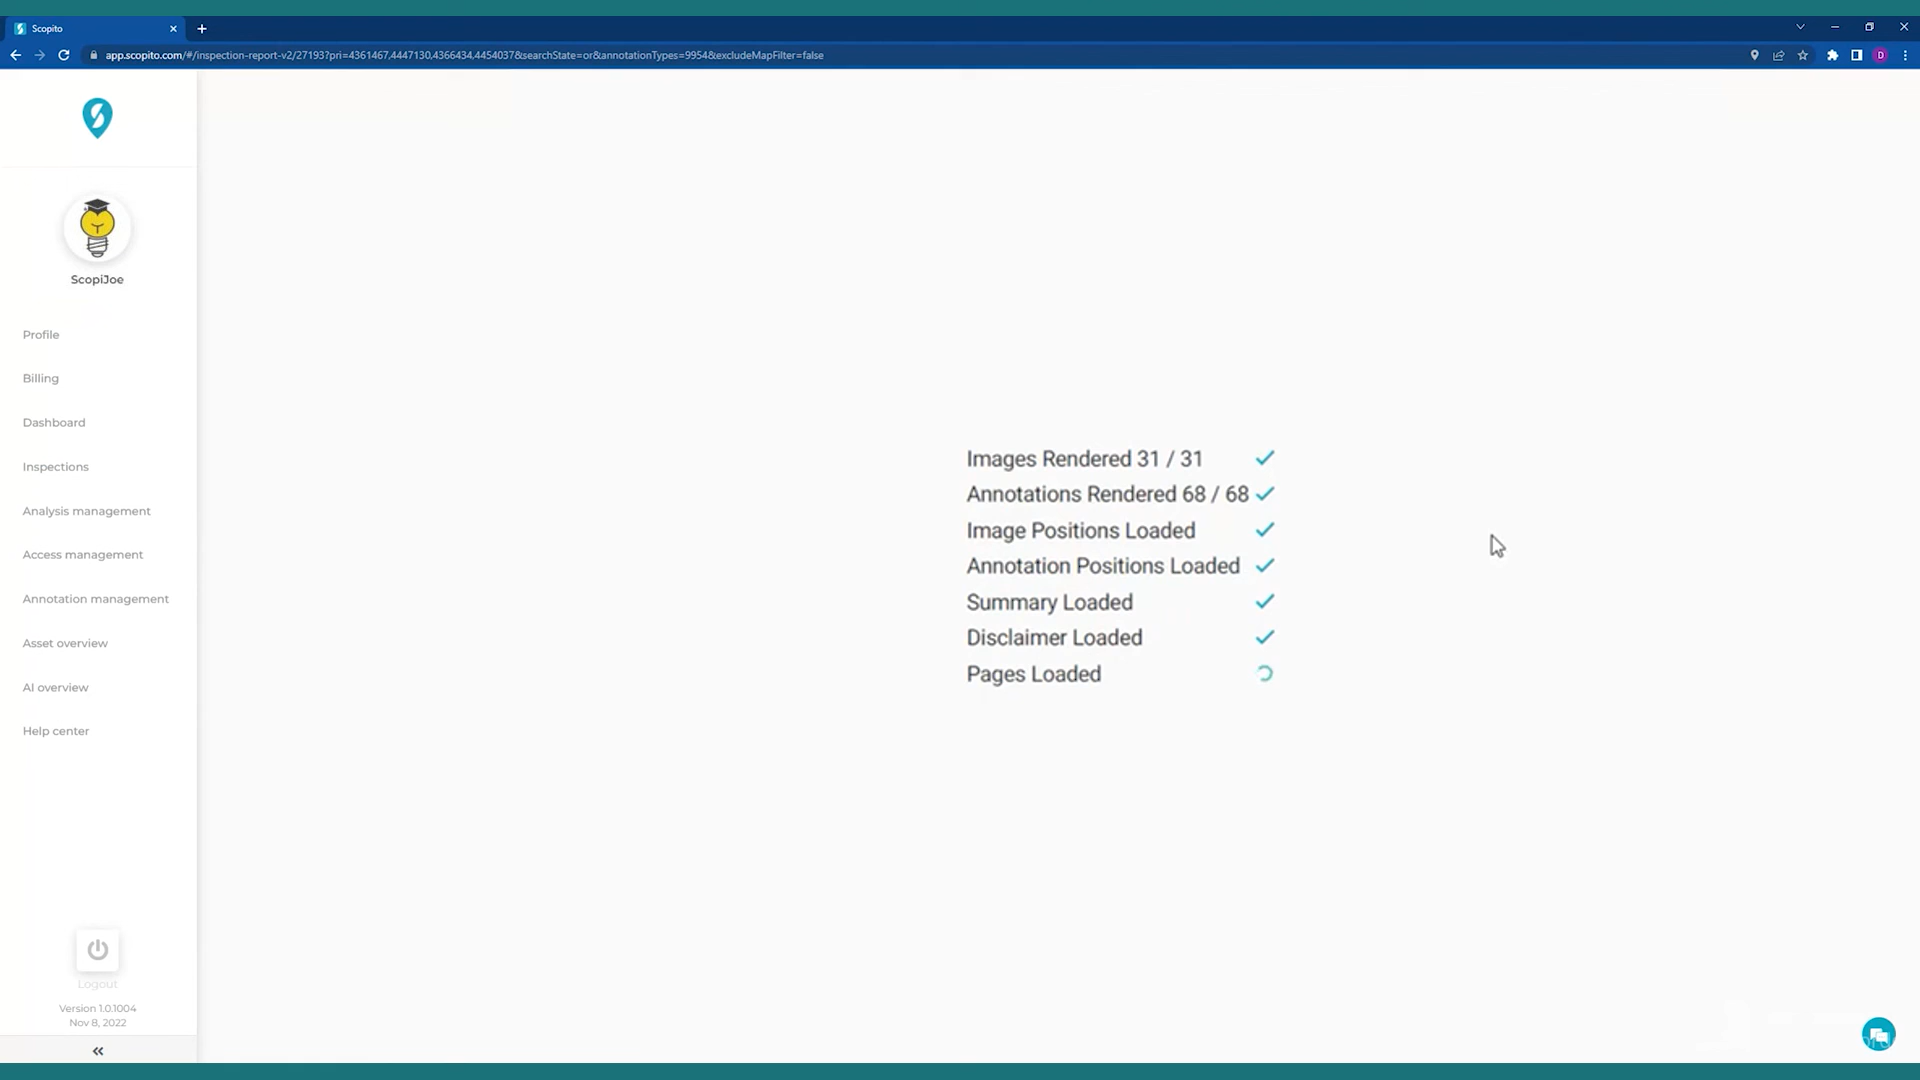 Scopito
app.scopito.com/#/inspection-report-v2/27193?pri=4361467,4447130,4366434,4454037&searchState=or&annotationTypes=9954&excludeMapFilter=false
D
ScopiJoe
Profile
Billing
Dashboard
Inspections
Analysis management
Access management
Annotation management
Asset overview
AI overview
Help center
Logout
Version 1.0.1004
Nov 8, 2022
Images Rendered 31 / 31
Annotations Rendered 68 / 68
Image Positions Loaded
Annotation Positions Loaded
Summary Loaded
Disclaimer Loaded
Pages Loaded